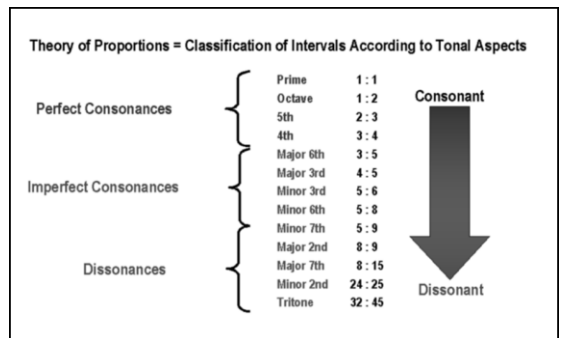 Theory of Proportions = Classification of Intervals According to Tonal Aspects
Perfect Consonances
Prime 1 : 1
Octave 1 : 2
5th 2 : 3
4th 3 : 4
Imperfect Consonances
Major 6th 3 : 5
Major 3rd 4 : 5
Minor 3rd 5 : 6
Minor 6th 5 : 8
Dissonances
Minor 7th 5 : 9
Major 2nd 8 : 9
Major 7th 8 : 15
Minor 2nd 24 : 25
Tritone 32 : 45
Consonant
Dissonant